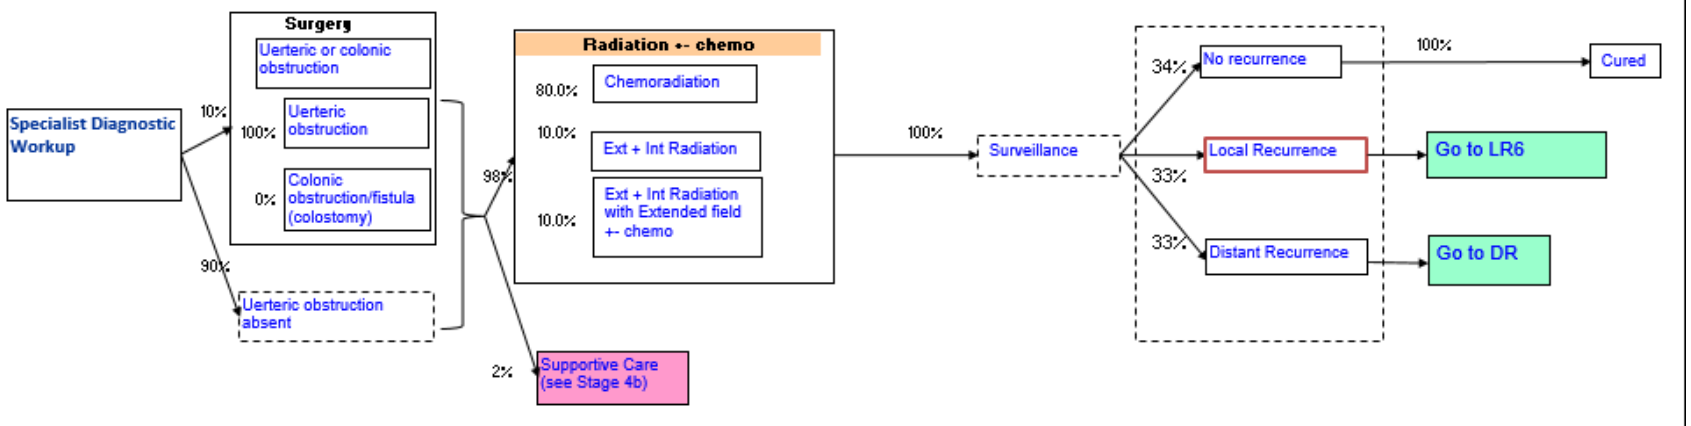 Specialist Diagnostic
Workup
10%
90%
Surgery
Uerteric or colonic
obstruction
100%
Uerteric
obstruction
0%
Colonic
obstruction/fistula
(colostomy)
Uerteric obstruction
absent
98%
2%
Radiation +- chemo
80.0%
Chemoradiation
10.0%
Ext + Int Radiation
10.0%
Ext + Int Radiation
with Extended field
+- chemo
Supportive Care
(see Stage 4b)
100%
Surveillance
34%
No recurrence
100%
Cured
33%
Local Recurrence
Go to LR6
33%
Distant Recurrence
Go to DR